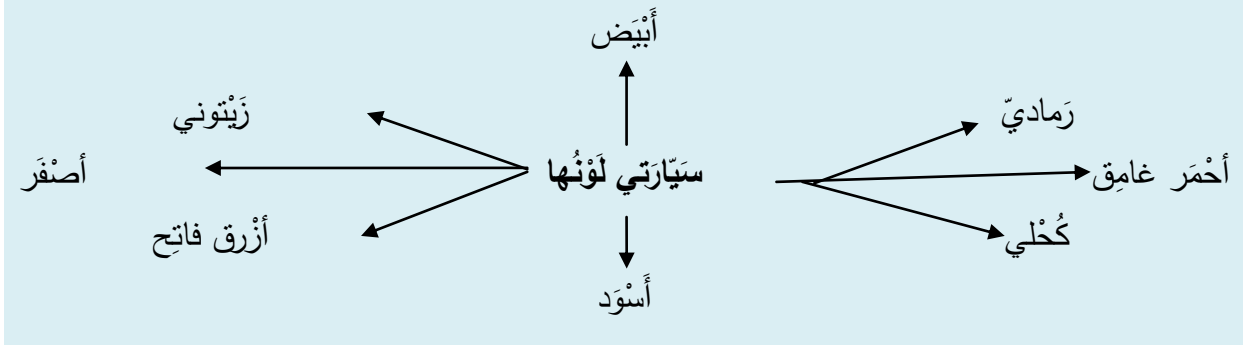 أَبْيَض
رَماديّ
زَيْتوني
أحْمَر غامِق
سَيّارَتي لَوْنُها
أصْفَر
كُحْلي
أزْرق فاتِح
أَسْوَد